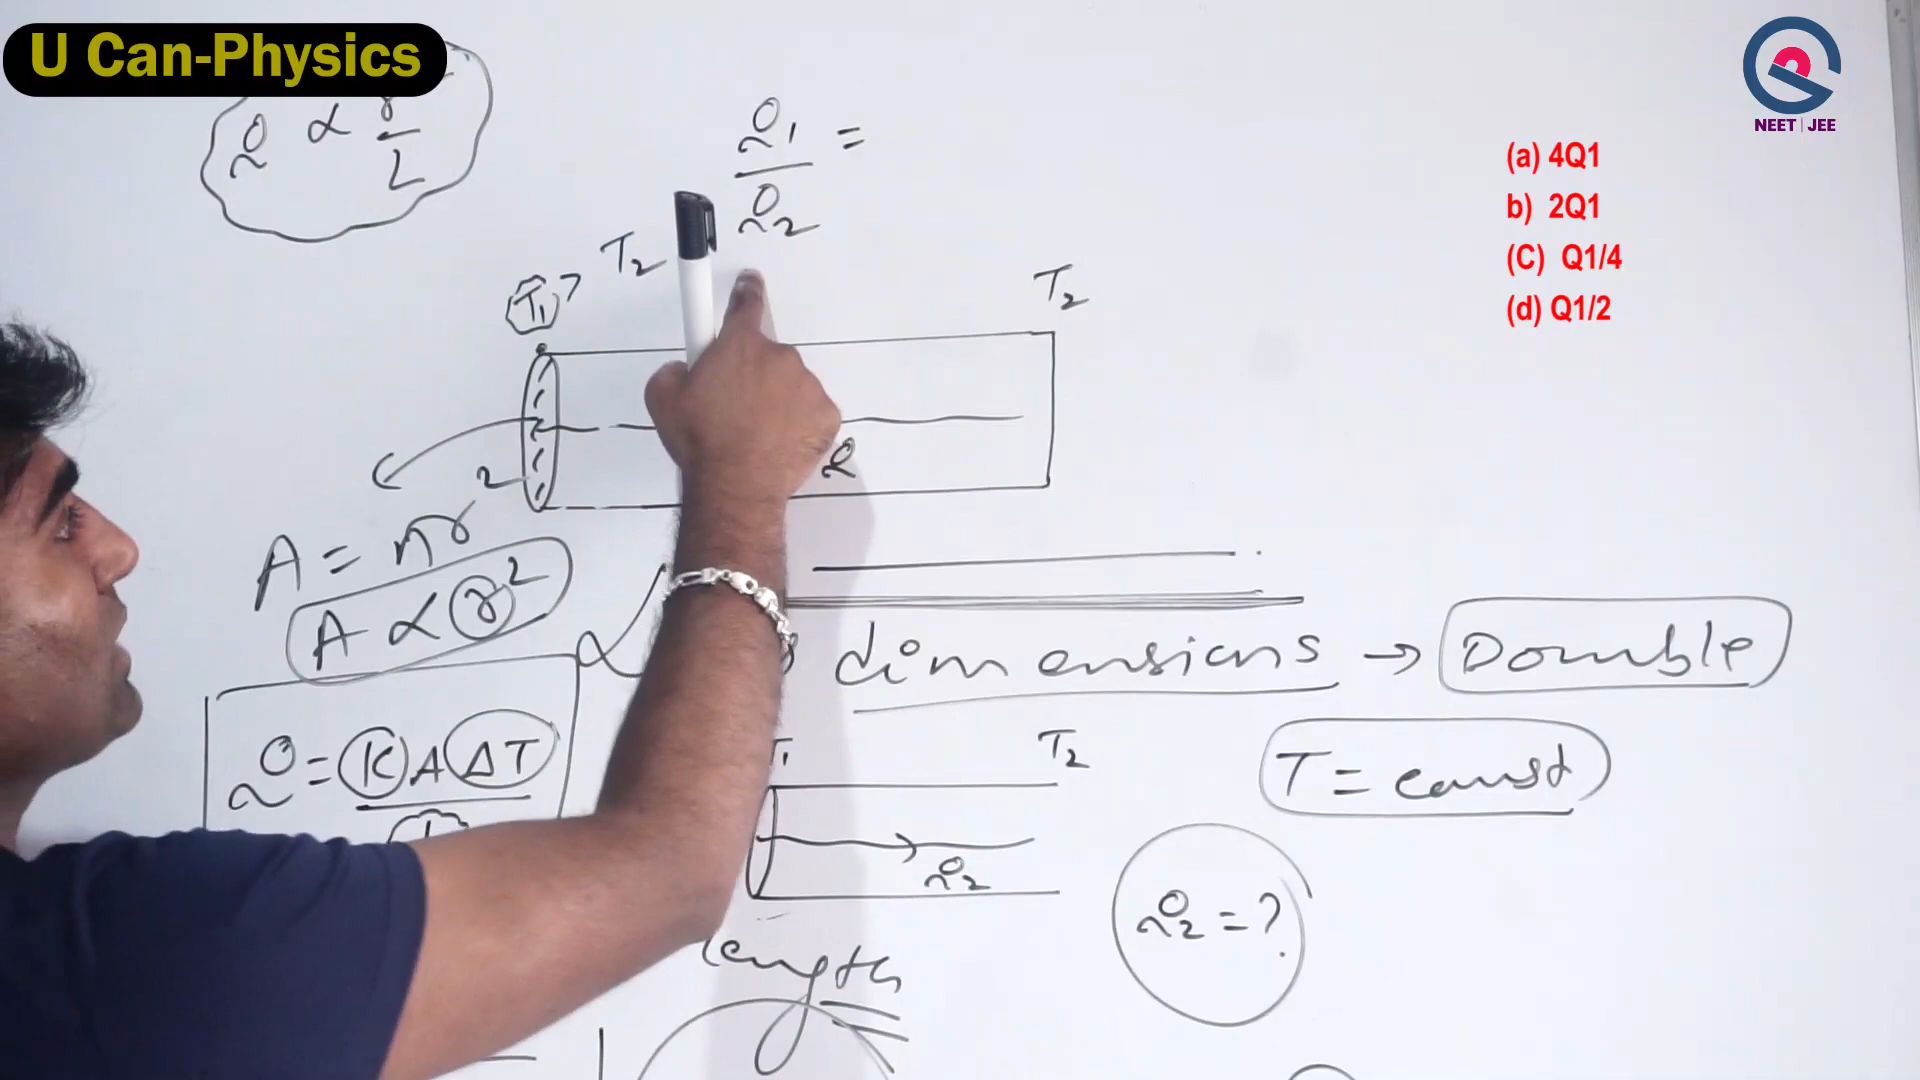 U Can-Physics
NEET | JEE
(a) 4Q1
b) 2Q1
(C) Q1/4
(d) Q1/2
Q ∝ r
L
Q1 =
Q2
T1 > T2
T2
Q
A = πr²
A ∝ r²
dimensions → Double
Q = KAΔT
l
T1
T2
T = const
Q2
Q2 = ?
length